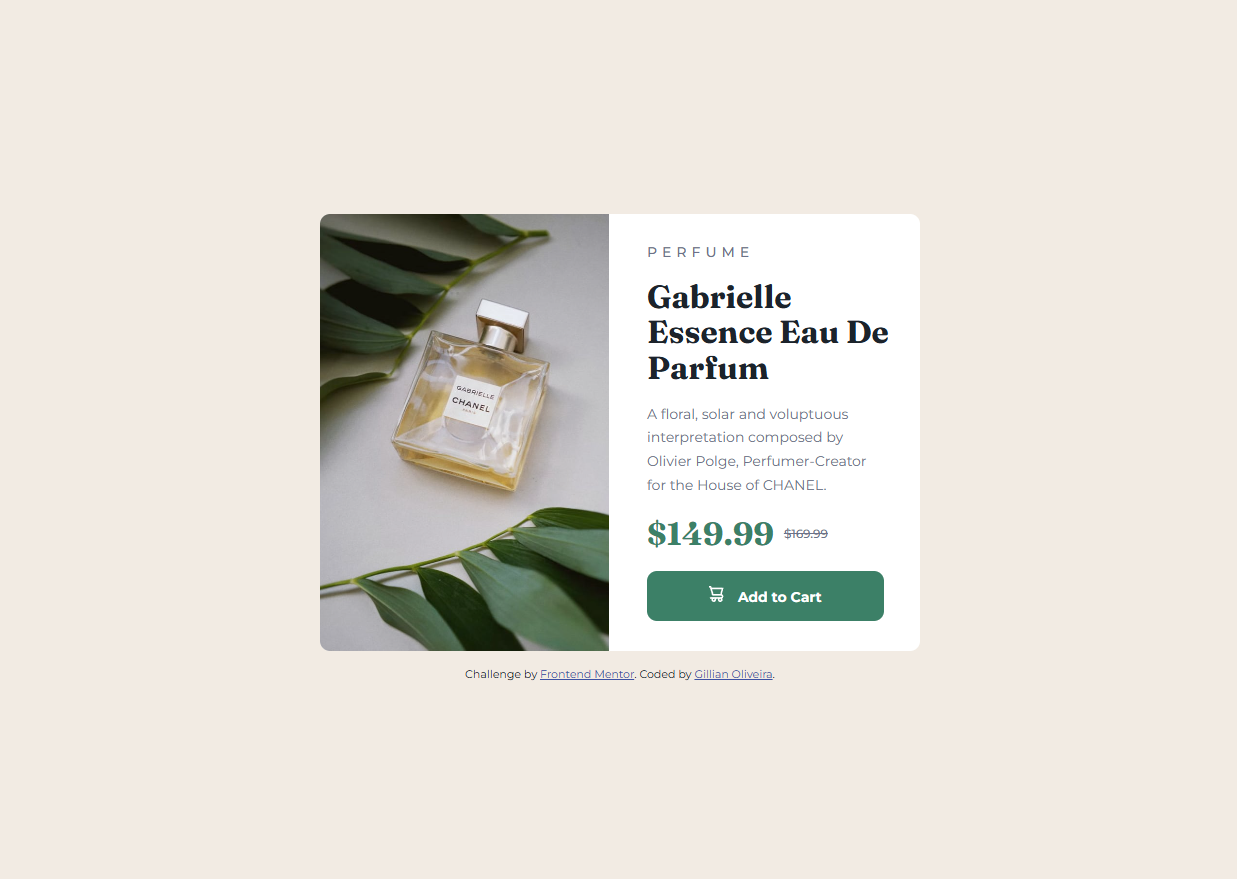 GABRIELLE
CHANEL
PARIS
PERFUME
Gabrielle
Essence Eau De
Parfum
A floral, solar and voluptuous
interpretation composed by
Olivier Polge, Perfumer-Creator
for the House of CHANEL.
$149.99 $169.99
Add to Cart
Challenge by Frontend Mentor. Coded by Gillian Oliveira.